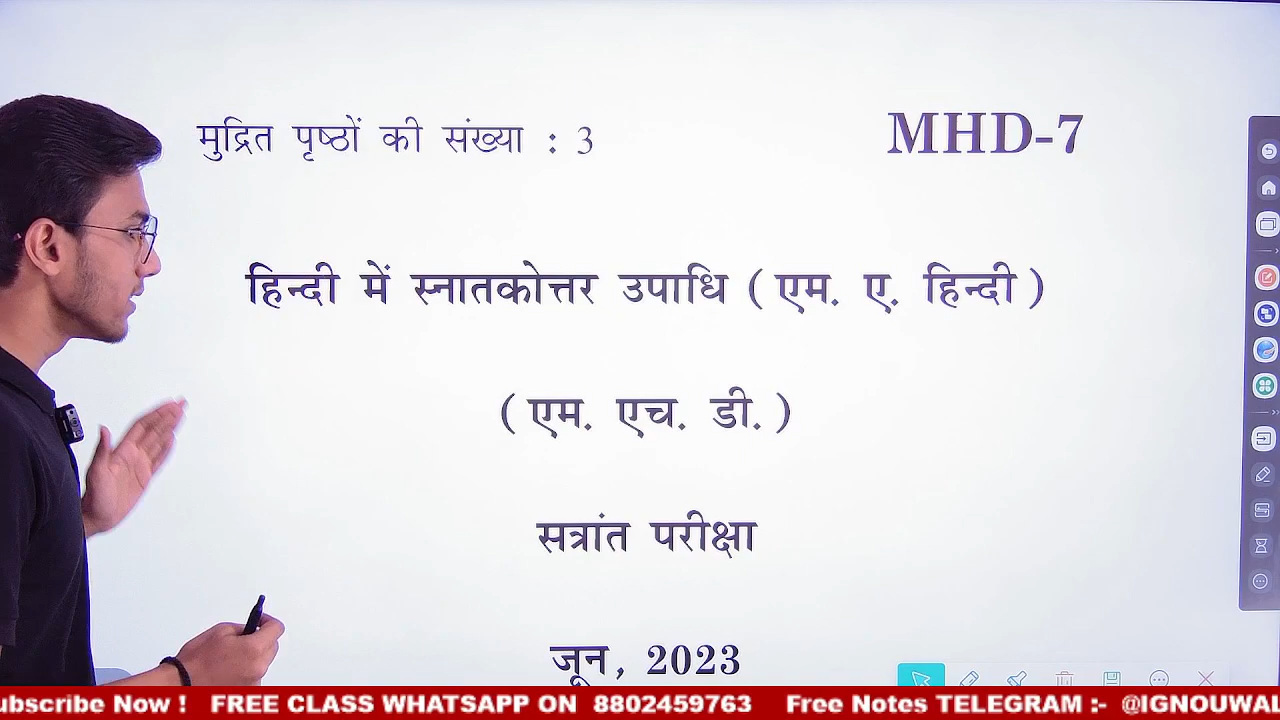 मुद्रित पृष्ठों की संख्या : 3
MHD-7
हिन्दी में स्नातकोत्तर उपाधि ( एम. ए. हिन्दी )
( एम. एच. डी. )
सत्रांत परीक्षा
जून, 2023
ubscribe Now ! FREE CLASS WHATSAPP ON 8802459763 Free Notes TELEGRAM :- @IGNOUWAL